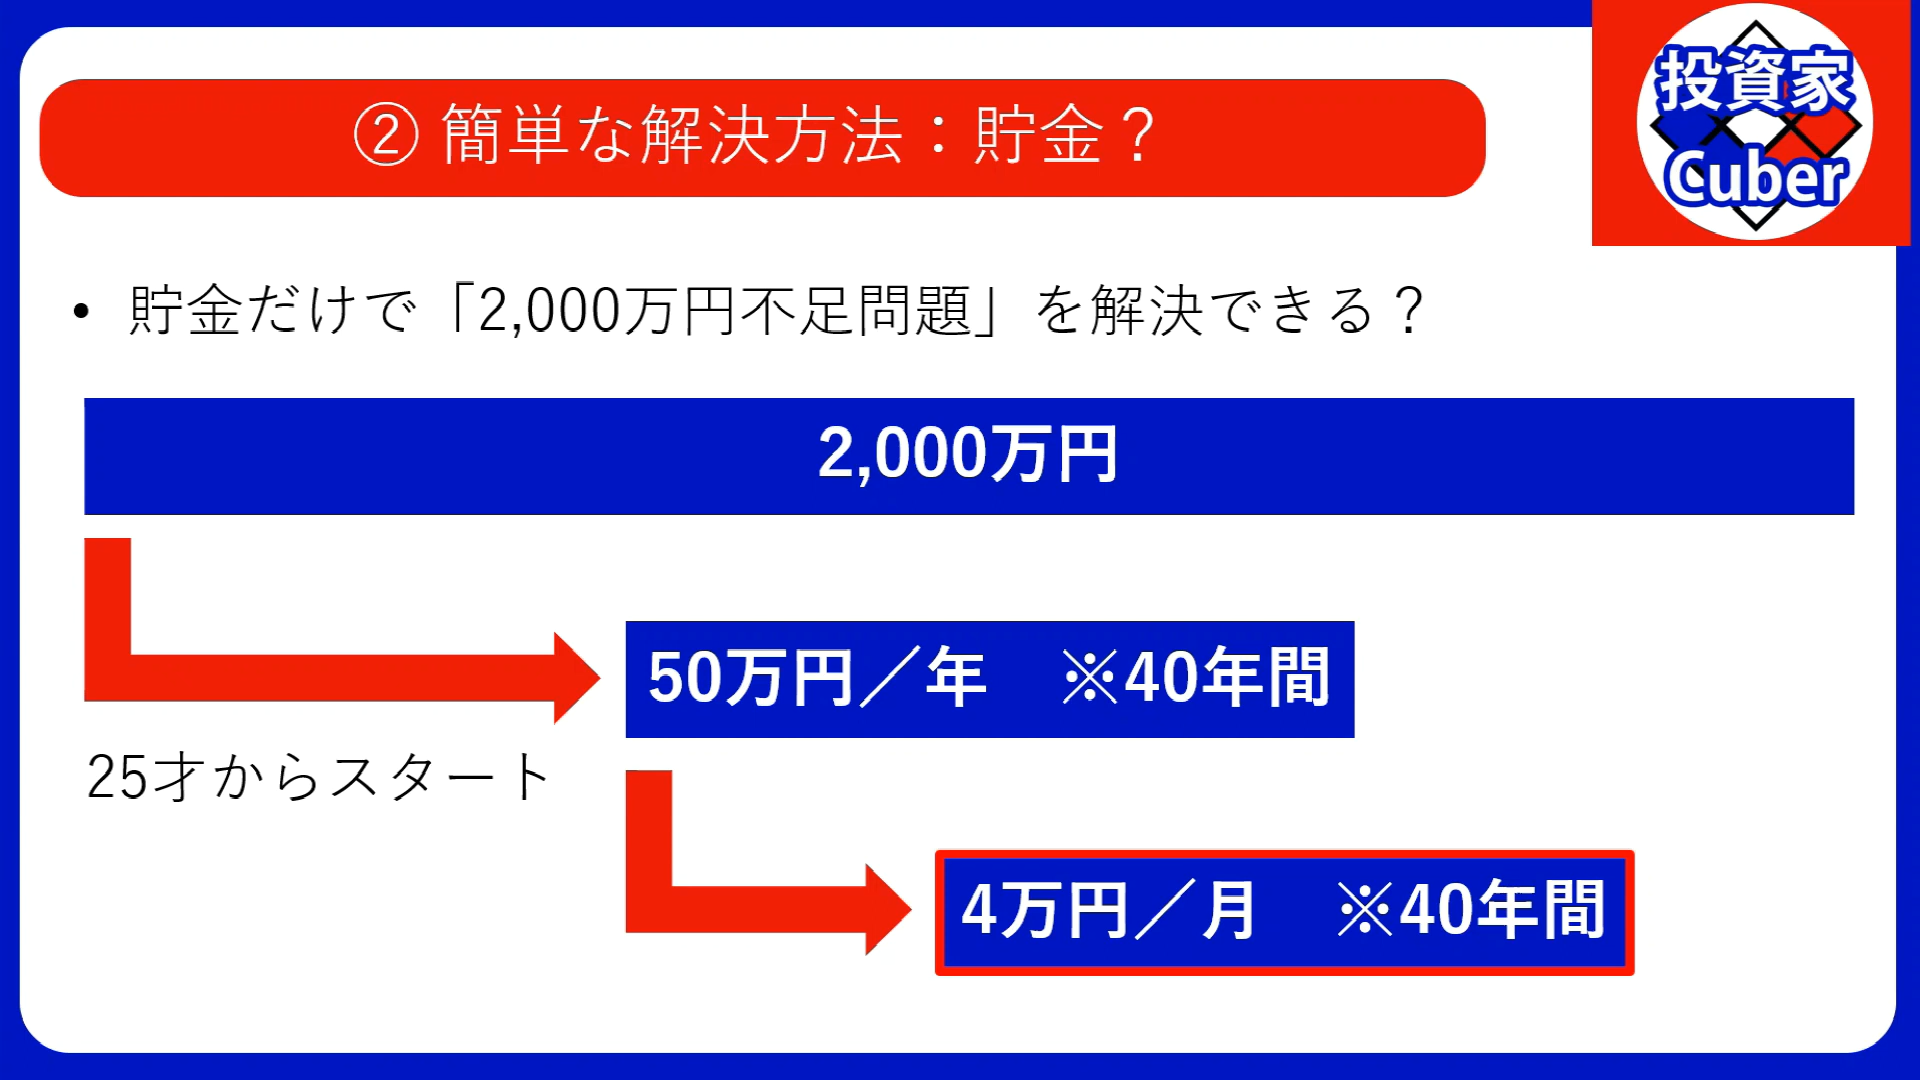 ② 簡単な解決方法：貯金？
投資家
Cuber
• 貯金だけで「2,000万円不足問題」を解決できる？
2,000万円
50万円／年　※40年間
25才からスタート
4万円／月　※40年間